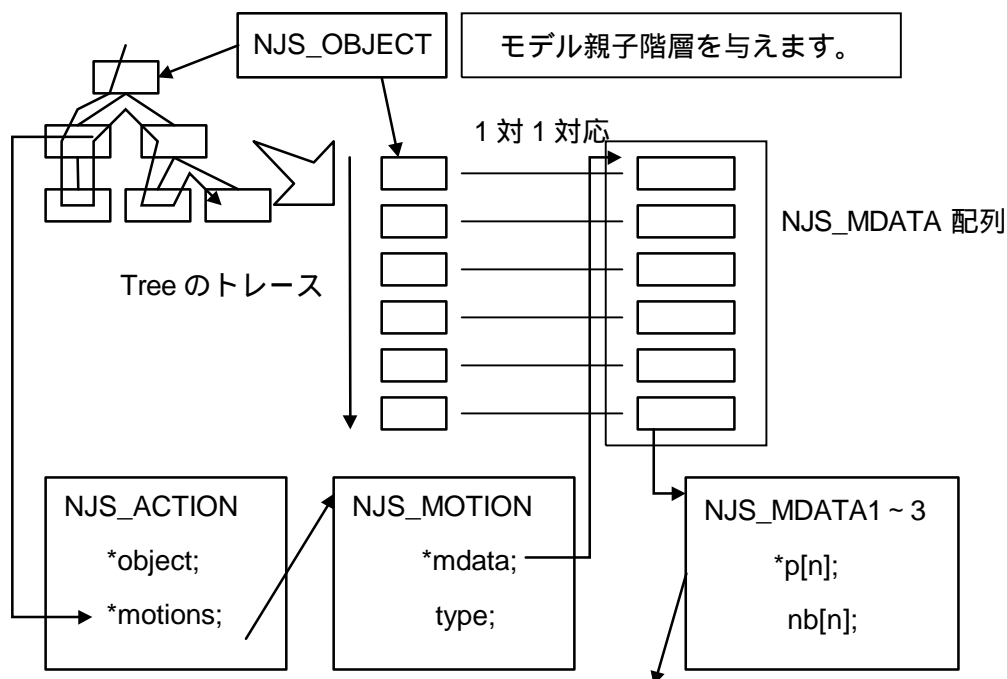 NJS_OBJECT
モデル親子階層を与えます。
1 対 1 対応
NJS_MDATA 配列
Tree のトレース
NJS_ACTION
*object;
*motions;
NJS_MOTION
*mdata;
type;
NJS_MDATA1 ~ 3
*p[n];
nb[n];